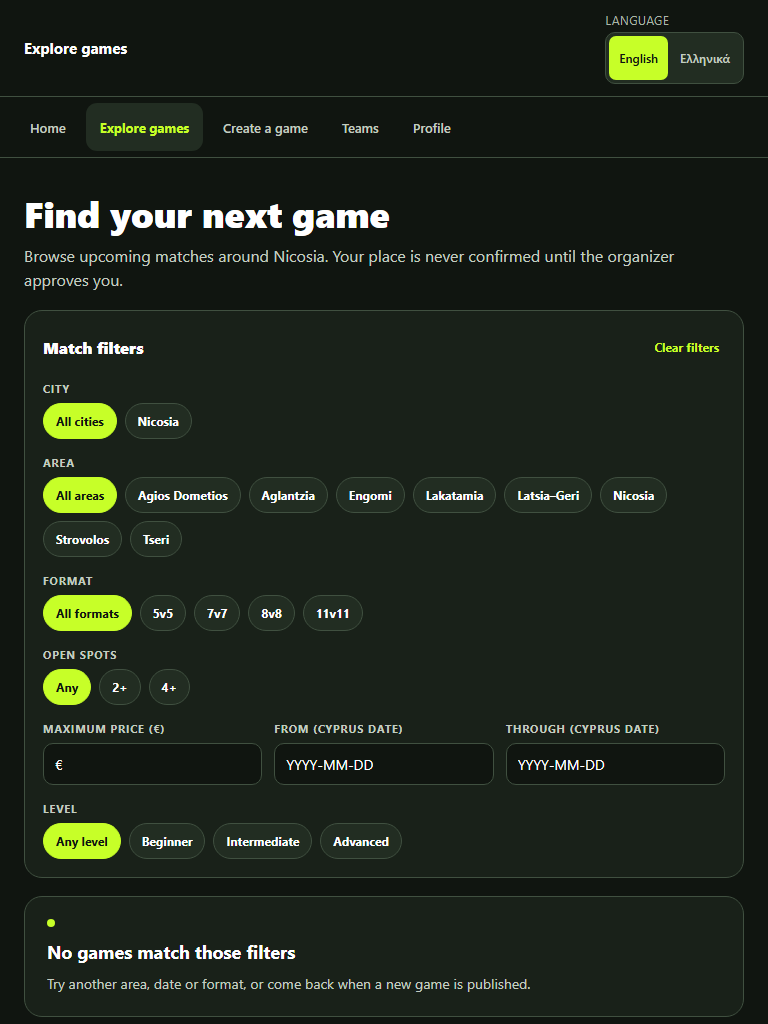 LANGUAGE
Explore games
English Ελληνικά
Home Explore games Create a game Teams Profile
Find your next game
Browse upcoming matches around Nicosia. Your place is never confirmed until the organizer
approves you.
Match filters Clear filters
CITY
All cities Nicosia
AREA
All areas Agios Dometios Aglantzia Engomi Lakatamia Latsia–Geri Nicosia
Strovolos Tseri
FORMAT
All formats 5v5 7v7 8v8 11v11
OPEN SPOTS
Any 2+ 4+
MAXIMUM PRICE (€) FROM (CYPRUS DATE) THROUGH (CYPRUS DATE)
€ YYYY-MM-DD YYYY-MM-DD
LEVEL
Any level Beginner Intermediate Advanced
No games match those filters
Try another area, date or format, or come back when a new game is published.